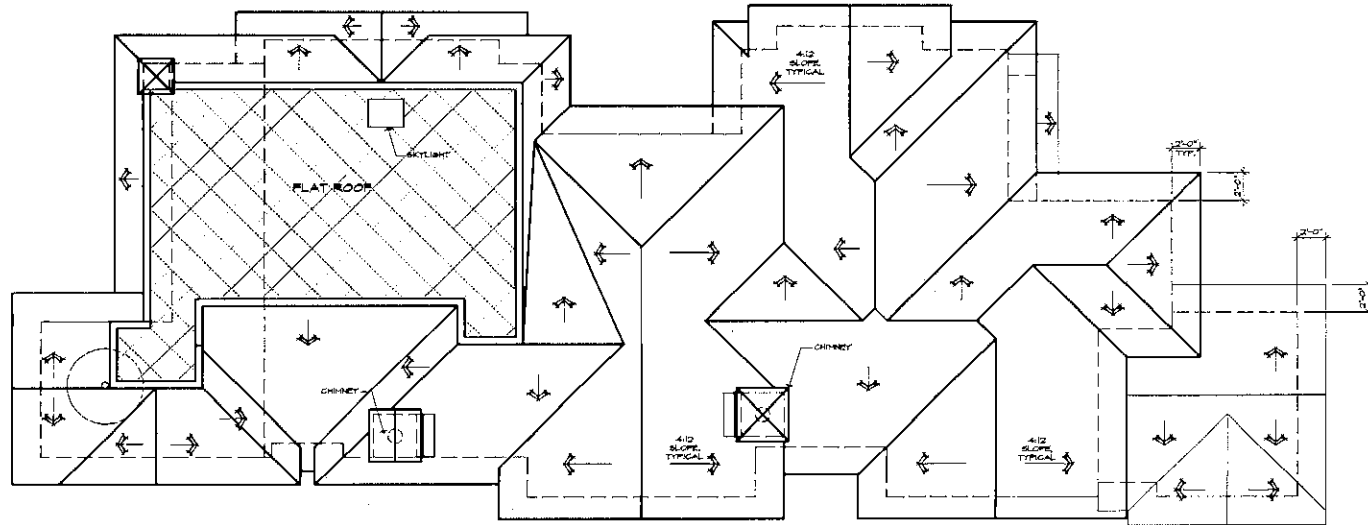 4:12
SLOPE,
TYPICAL
2'-0"
TYP.
2'-0"
SKYLIGHT
FLAT ROOF
2'-0"
2'-0"
CHIMNEY
CHIMNEY
4:12
SLOPE,
TYPICAL
4:12
SLOPE,
TYPICAL